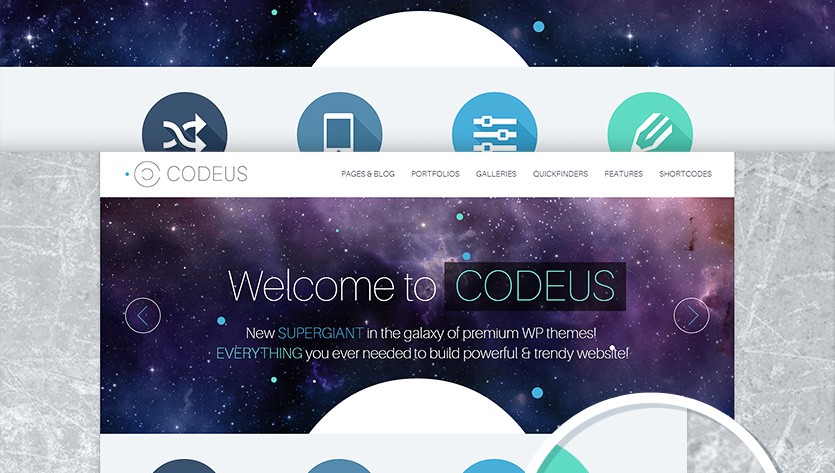 CODEUS
PAGES & BLOG PORTFOLIOS GALLERIES QUICKFINDERS FEATURES SHORTCODES
Welcome to CODEUS
New SUPERGIANT in the galaxy of premium WP themes!
EVERYTHING you ever needed to build powerful & trendy website!